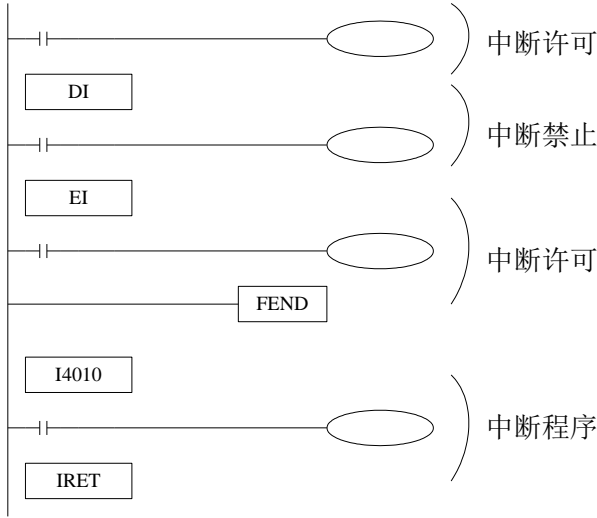 中断许可
DI
中断禁止
EI
中断许可
FEND
I4010
中断程序
IRET